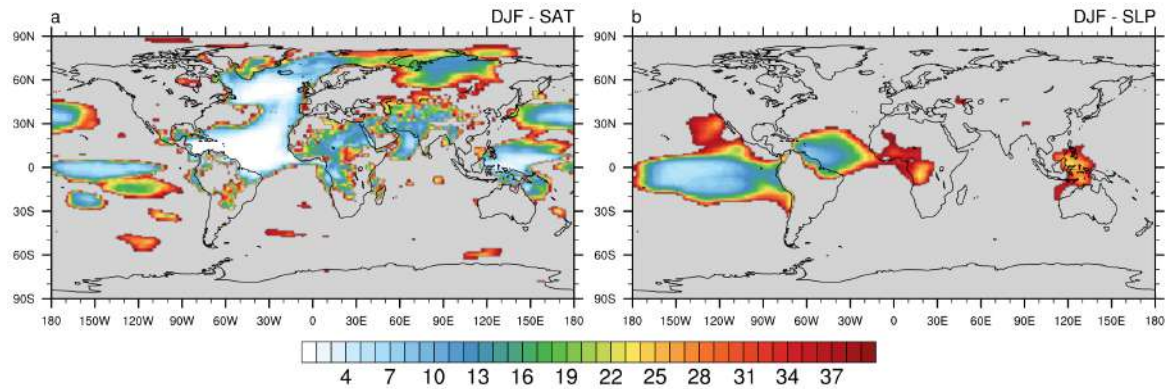 a DJF - SAT
b DJF - SLP
90N
60N
30N
0
30S
60S
90S
180 150W 120W 90W 60W 30W 0 30E 60E 90E 120E 150E 180
90N
60N
30N
0
30S
60S
90S
180 150W 120W 90W 60W 30W 0 30E 60E 90E 120E 150E 180
4 7 10 13 16 19 22 25 28 31 34 37